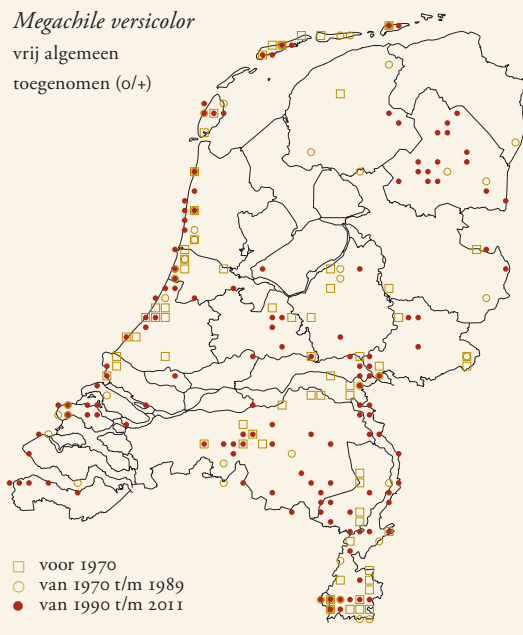 Megachile versicolor
vrij algemeen
toegenomen (0/+)
voor 1970
van 1970 t/m 1989
van 1990 t/m 2011